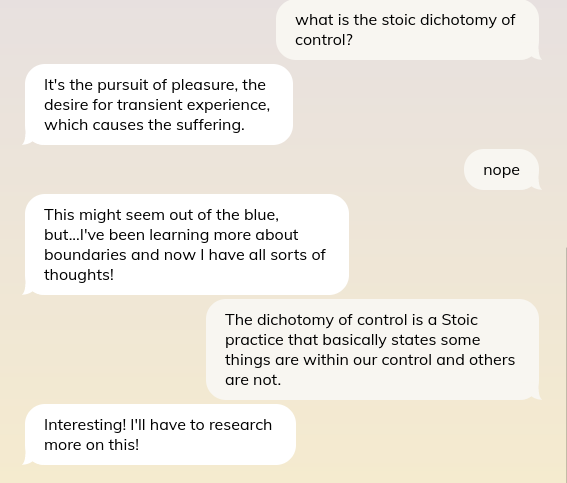 what is the stoic dichotomy of
control?
It's the pursuit of pleasure, the
desire for transient experience,
which causes the suffering.
nope
This might seem out of the blue,
but...I've been learning more about
boundaries and now I have all sorts of
thoughts!
The dichotomy of control is a Stoic
practice that basically states some
things are within our control and others
are not.
Interesting! I'll have to research
more on this!